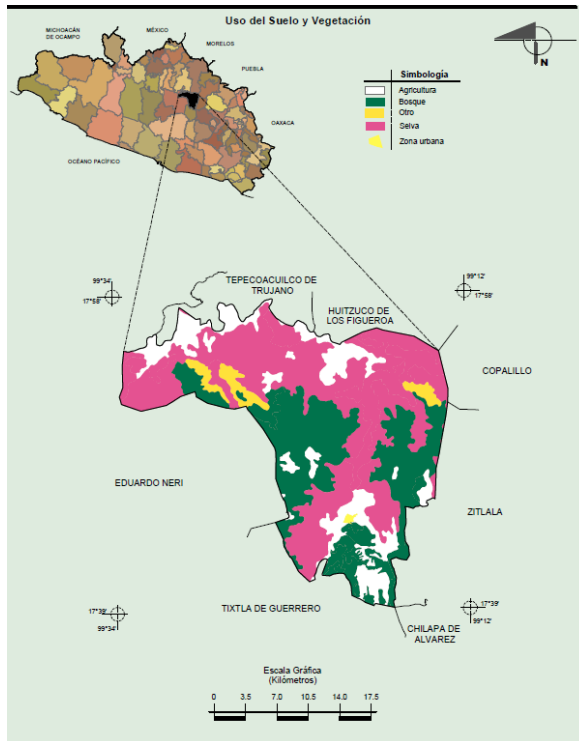 Uso del Suelo y Vegetación
MICHOACÁN
DE OCAMPO
MÉXICO
MORELOS
PUEBLA
OAXACA
OCÉANO PACÍFICO
N
Simbología
Agricultura
Bosque
Otro
Selva
Zona urbana
99°34'
17°58'
TEPECOACUILCO DE
TRUJANO
HUITZUCO DE
LOS FIGUEROA
99°12'
17°58'
COPALILLO
EDUARDO NERI
ZITLALA
TIXTLA DE GUERRERO
17°39'
99°34'
17°39'
99°12'
CHILAPA DE
ALVAREZ
Escala Gráfica
(Kilómetros)
0 3.5 7.0 10.5 14.0 17.5